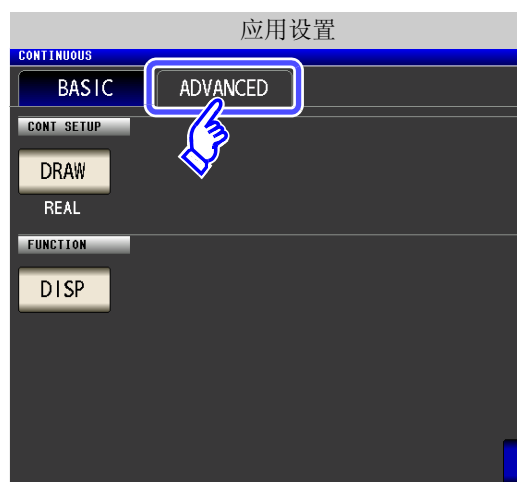 应用设置
CONTINUOUS
BASIC ADVANCED
CONT SETUP
DRAW
REAL
FUNCTION
DISP